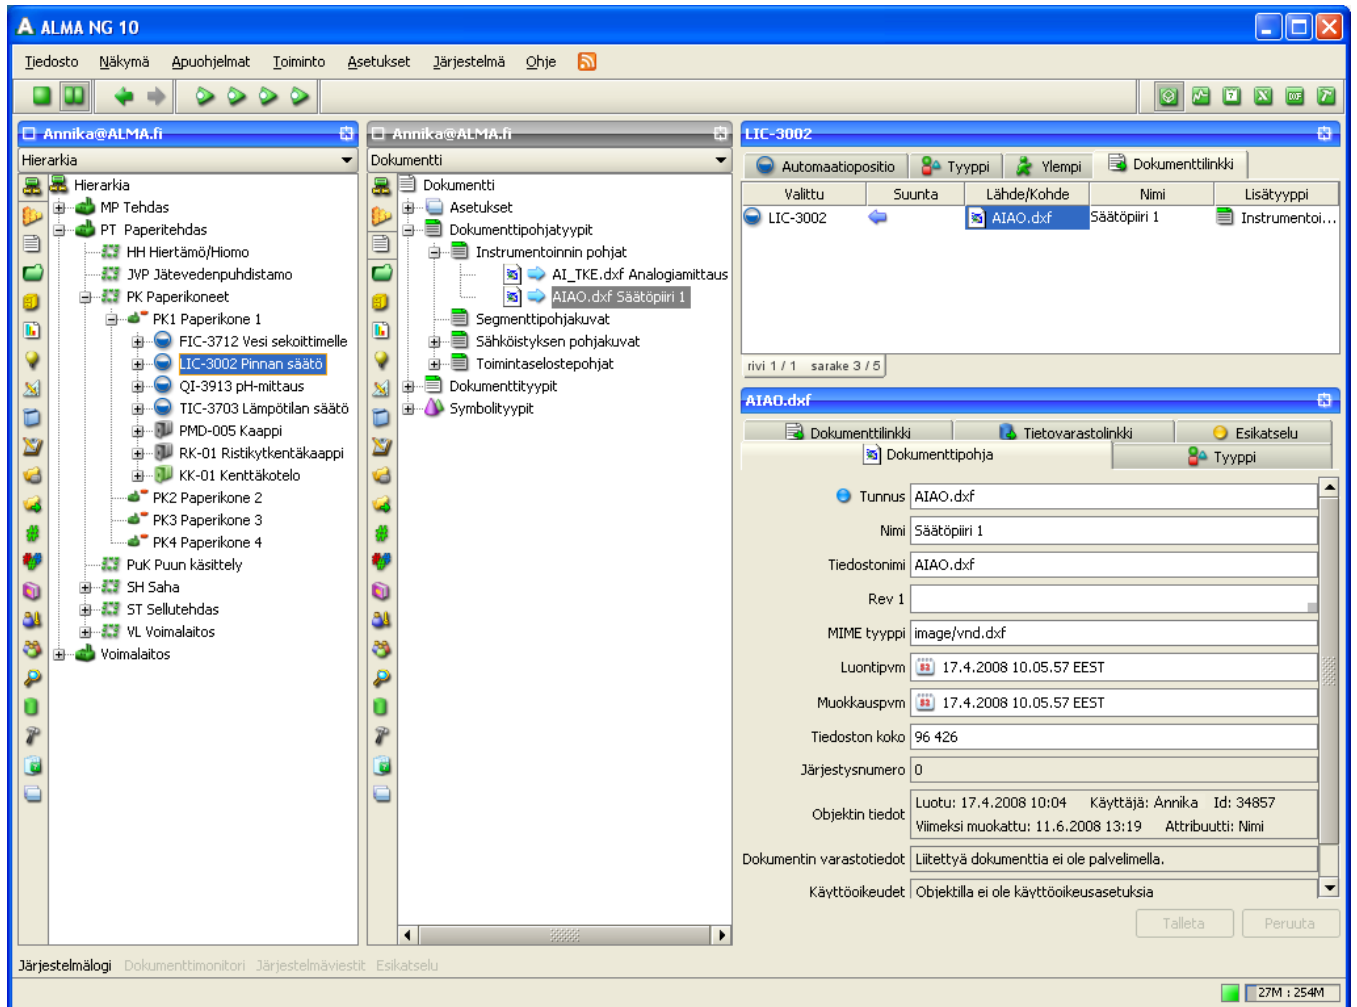 ALMA NG 10
Tiedosto Näkymä Apuohjelmat Toiminto Asetukset Järjestelmä Ohje
Annika@ALMA.fi
Hierarkia
Hierarkia
MP Tehdas
PT Paperitehdas
HH Hiertämö/Hiomo
JVP Jätevedenpuhdistamo
PK Paperikoneet
PK1 Paperikone 1
FIC-3712 Vesi sekoittimelle
LIC-3002 Pinnan säätö
QI-3913 pH-mittaus
TIC-3703 Lämpötilan säätö
PMD-005 Kaappi
RK-01 Ristikytkentäkaappi
KK-01 Kenttäkotelo
PK2 Paperikone 2
PK3 Paperikone 3
PK4 Paperikone 4
PuK Puun käsittely
SH Saha
ST Sellutehdas
VL Voimalaitos
Voimalaitos
Annika@ALMA.fi
Dokumentti
Dokumentti
Asetukset
Dokumenttipohjatyypit
Instrumentoinnin pohjat
AI_TKE.dxf Analogiamittaus
AIAO.dxf Säätöpiiri 1
Segmenttipohjakuvat
Sähköistyksen pohjakuvat
Toimintaselostepohjat
Dokumenttityypit
Symbolityypit
LIC-3002
Automaatiopositio Tyyppi Ylempi Dokumenttilinkki
Valittu Suunta Lähde/Kohde Nimi Lisätyyppi
LIC-3002 AIAO.dxf Säätöpiiri 1 Instrumentoi...
rivi 1 / 1 sarake 3 / 5
AIAO.dxf
Dokumenttilinkki Tietovarastolinkki Esikatselu
Dokumenttipohja Tyyppi
Tunnus AIAO.dxf
Nimi Säätöpiiri 1
Tiedostonimi AIAO.dxf
Rev 1
MIME tyyppi image/vnd.dxf
Luontipvm 17.4.2008 10.05.57 EEST
Muokkauspvm 17.4.2008 10.05.57 EEST
Tiedoston koko 96 426
Järjestysnumero 0
Objektin tiedot Luotu: 17.4.2008 10:04 Käyttäjä: Annika Id: 34857
Viimeksi muokattu: 11.6.2008 13:19 Attribuutti: Nimi
Dokumentin varastotiedot Liitettyä dokumenttia ei ole palvelimella.
Käyttöoikeudet Objektilla ei ole käyttöoikeusasetuksia
Talleta Peruuta
Järjestelmälogi Dokumenttimonitori Järjestelmäviestit Esikatselu
27M : 254M